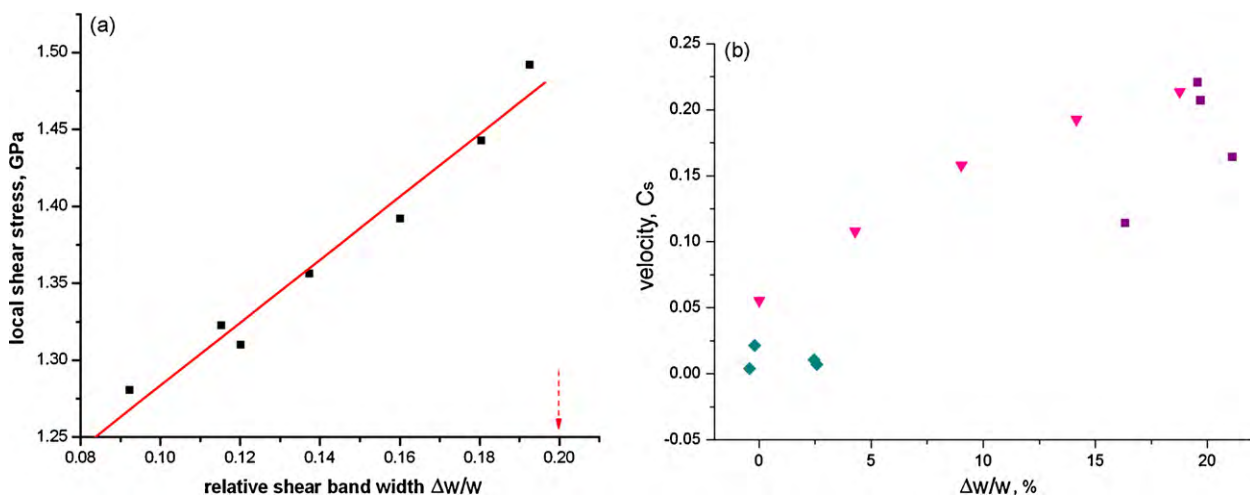 (a)
1.50
1.45
1.40
1.35
1.30
1.25
local shear stress, GPa
0.08 0.10 0.12 0.14 0.16 0.18 0.20
relative shear band width Δw/w
(b)
0.25
0.20
0.15
0.10
0.05
0.00
-0.05
velocity, Cs
0 5 10 15 20
Δw/w, %